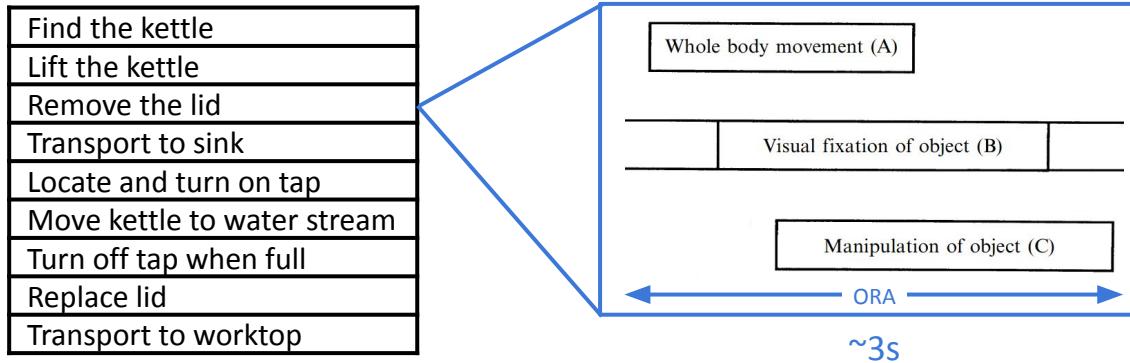 Find the kettle
Lift the kettle
Remove the lid
Transport to sink
Locate and turn on tap
Move kettle to water stream
Turn off tap when full
Replace lid
Transport to worktop
Whole body movement (A)
Visual fixation of object (B)
Manipulation of object (C)
ORA
~3s